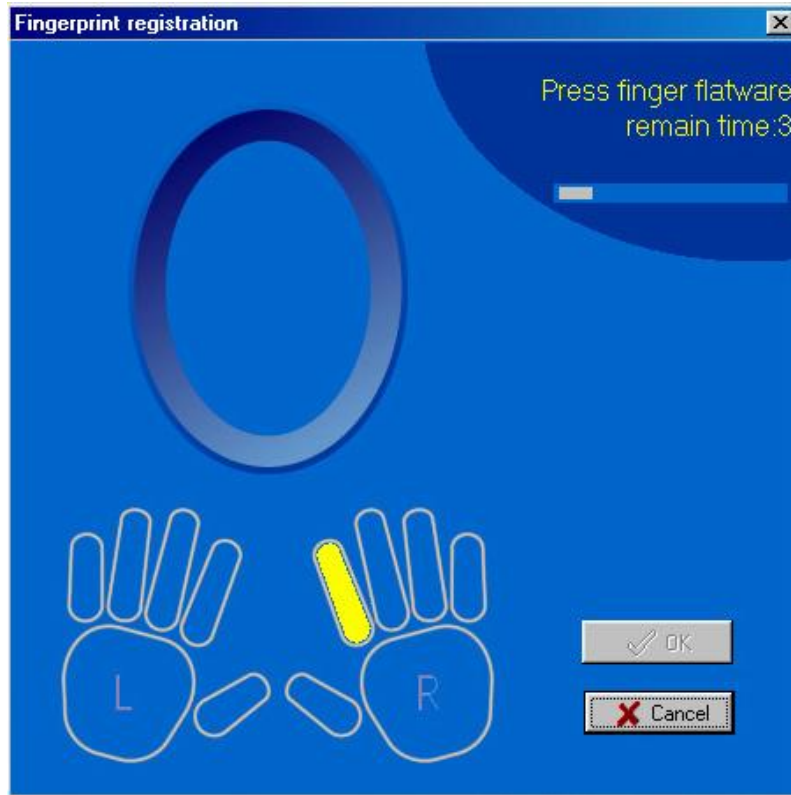 Fingerprint registration
Press finger flatware
remain time:3
L
R
OK
Cancel